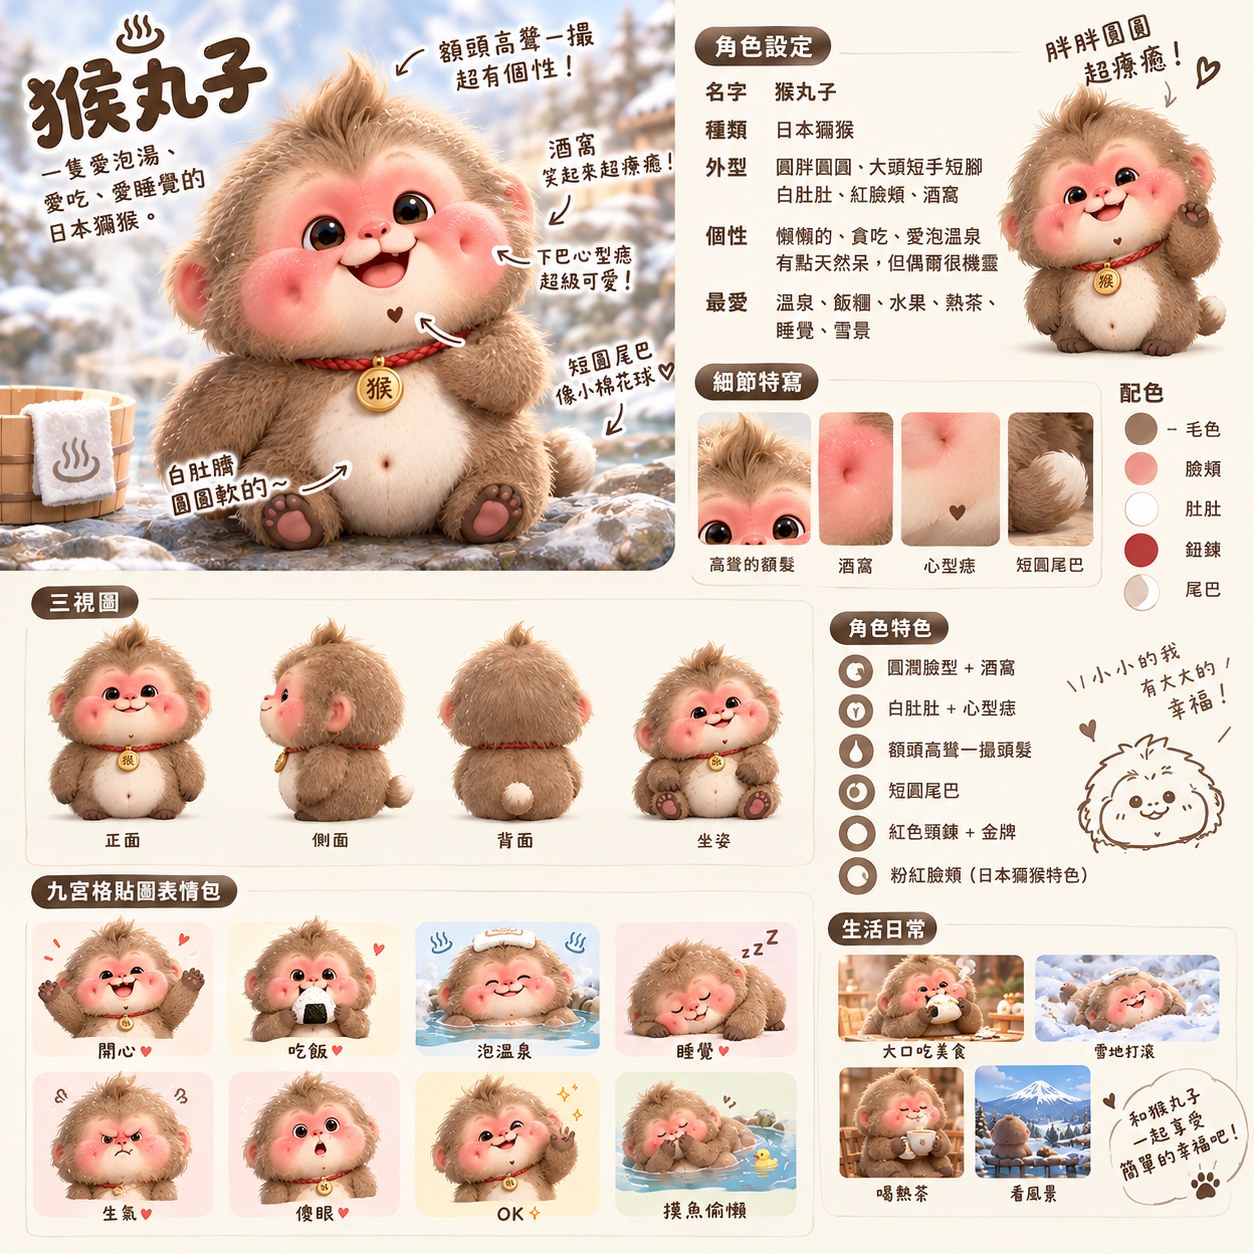 猴丸子
一隻愛泡湯、
愛吃、愛睡覺的
日本獼猴。
額頭高聳一撮
超有個性！
酒窩
笑起來超療癒！
下巴心型痣
超級可愛！
短圓尾巴
像小棉花球♡
白肚臍
圓圓軟的～
猴
角色設定
胖胖圓圓
超療癒！
名字 猴丸子
種類 日本獼猴
外型 圓胖圓圓、大頭短手短腳
白肚肚、紅臉頰、酒窩
個性 懶懶的、貪吃、愛泡溫泉
有點天然呆，但偶爾很機靈
最愛 溫泉、飯糰、水果、熱茶、
睡覺、雪景
猴
細節特寫
高聳的額髮
酒窩
心型痣
短圓尾巴
配色
毛色
臉頰
肚肚
鈕鍊
尾巴
三視圖
猴
正面
側面
背面
坐姿
角色特色
圓潤臉型 + 酒窩
白肚肚 + 心型痣
額頭高聳一撮頭髮
短圓尾巴
紅色頸鍊 + 金牌
粉紅臉頰（日本獼猴特色）
小小的我
有大大的
幸福！
九宮格貼圖表情包
開心♥
吃飯♥
泡溫泉
zzZ
睡覺♥
生氣♥
傻眼♥
OK
摸魚偷懶
生活日常
大口吃美食
雪地打滾
喝熱茶
看風景
和猴丸子
一起享受
簡單的幸福吧！